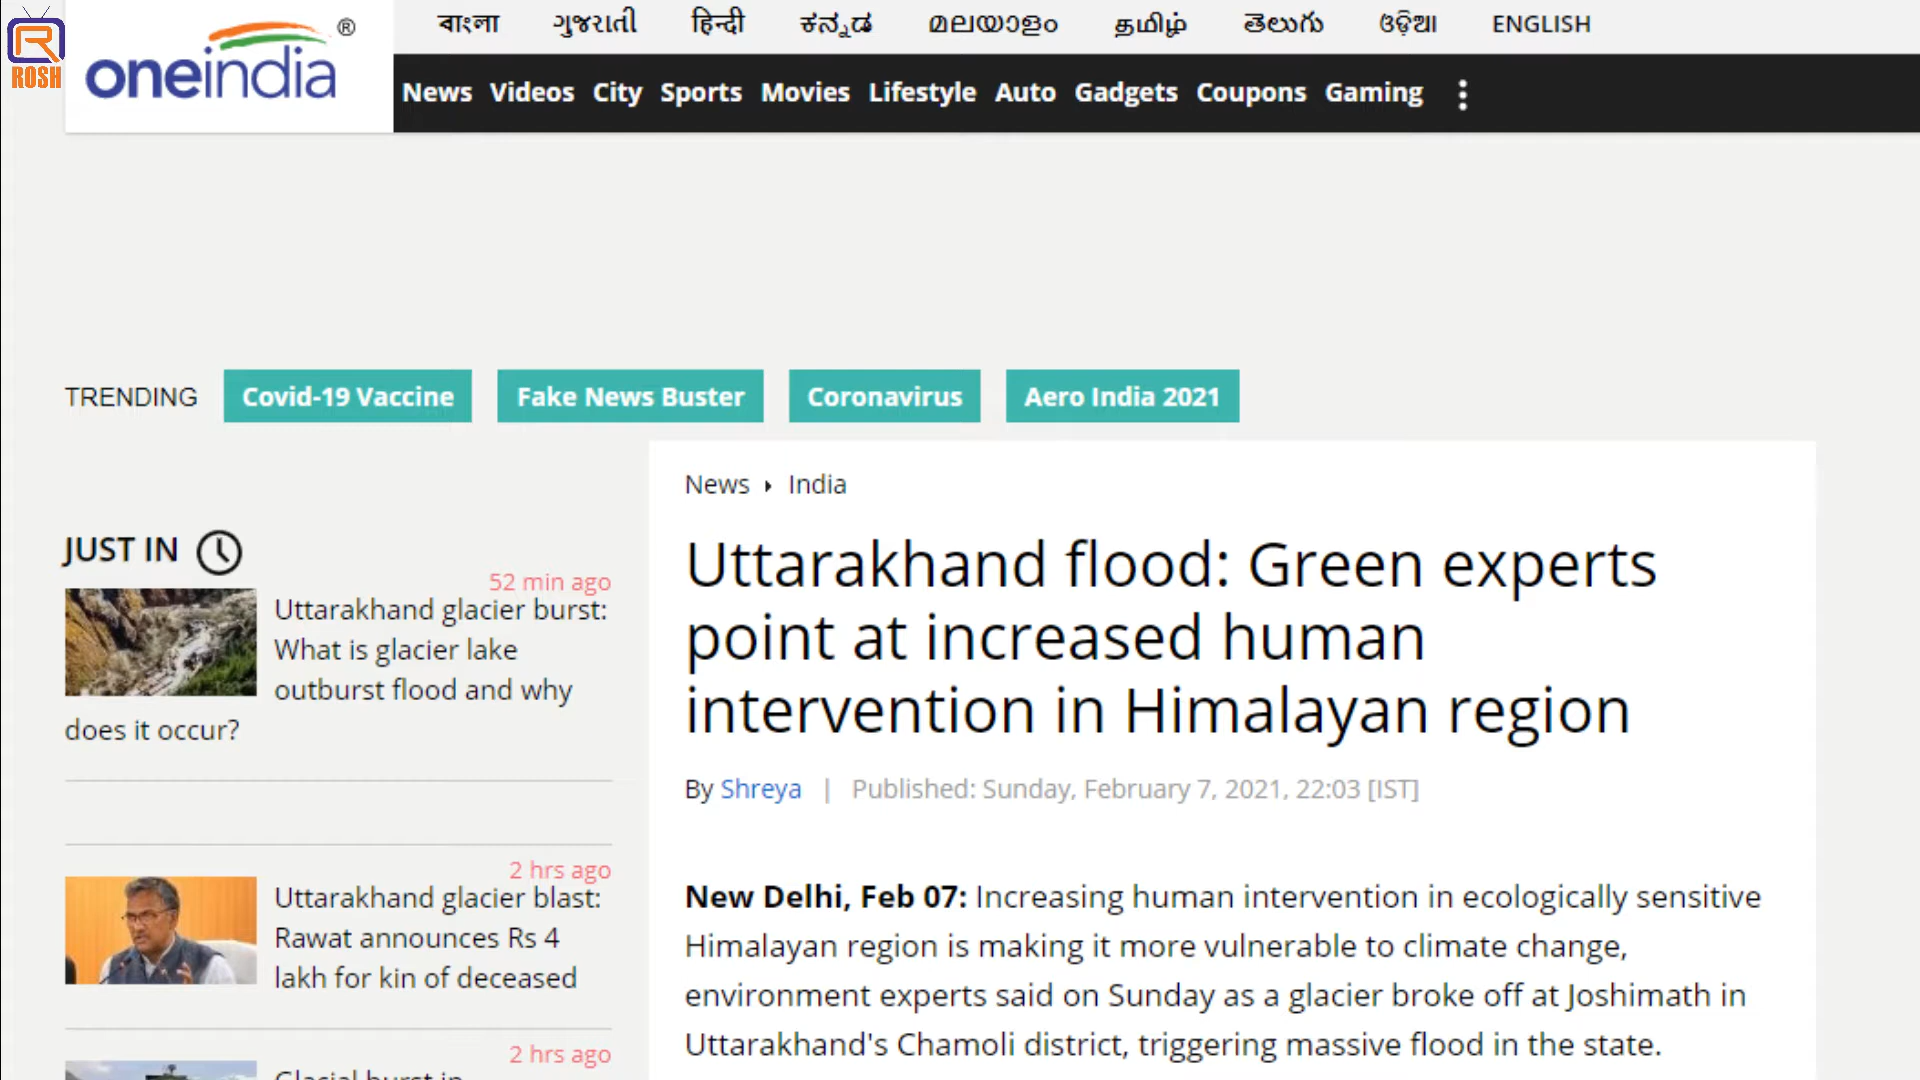 ROSH
oneindia®
বাংলা ગુજરાતી हिन्दी ಕನ್ನಡ മലയാളം தமிழ் తెలుగు ଓଡ଼ିଆ ENGLISH
News Videos City Sports Movies Lifestyle Auto Gadgets Coupons Gaming
TRENDING Covid-19 Vaccine Fake News Buster Coronavirus Aero India 2021
JUST IN
52 min ago
Uttarakhand glacier burst:
What is glacier lake
outburst flood and why
does it occur?
2 hrs ago
Uttarakhand glacier blast:
Rawat announces Rs 4
lakh for kin of deceased
2 hrs ago
Glacial burst in
News India
Uttarakhand flood: Green experts
point at increased human
intervention in Himalayan region
By Shreya | Published: Sunday, February 7, 2021, 22:03 [IST]
New Delhi, Feb 07: Increasing human intervention in ecologically sensitive
Himalayan region is making it more vulnerable to climate change,
environment experts said on Sunday as a glacier broke off at Joshimath in
Uttarakhand's Chamoli district, triggering massive flood in the state.